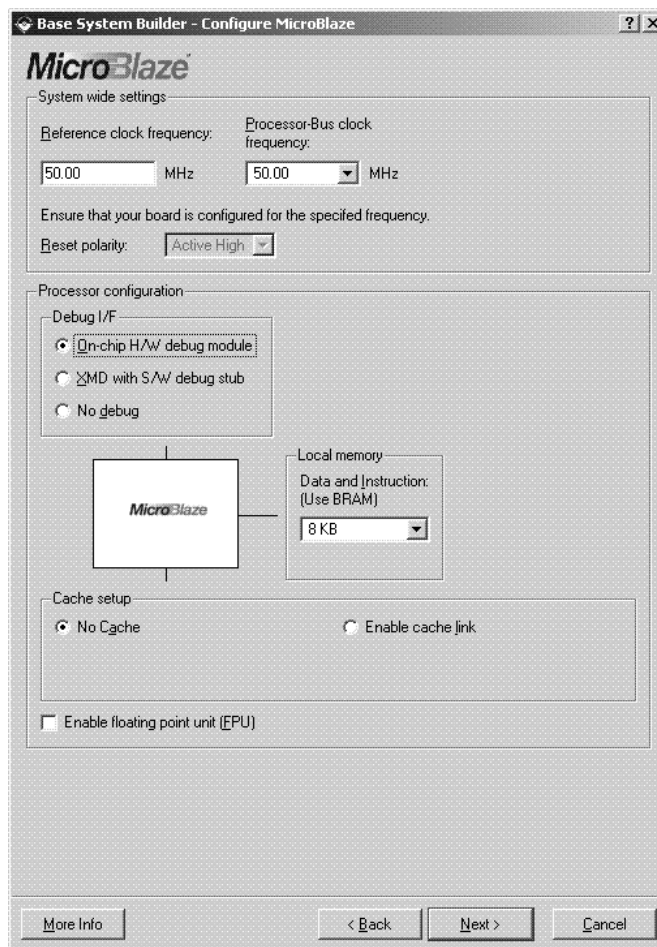 Base System Builder - Configure MicroBlaze
MicroBlaze
System wide settings
Reference clock frequency:
Processor-Bus clock
frequency:
50.00 MHz
50.00 MHz
Ensure that your board is configured for the specifed frequency.
Reset polarity: Active High
Processor configuration
Debug I/F
On-chip H/W debug module
XMD with S/W debug stub
No debug
MicroBlaze
Local memory
Data and Instruction:
(Use BRAM)
8 KB
Cache setup
No Cache
Enable cache link
Enable floating point unit (FPU)
More Info
< Back
Next >
Cancel